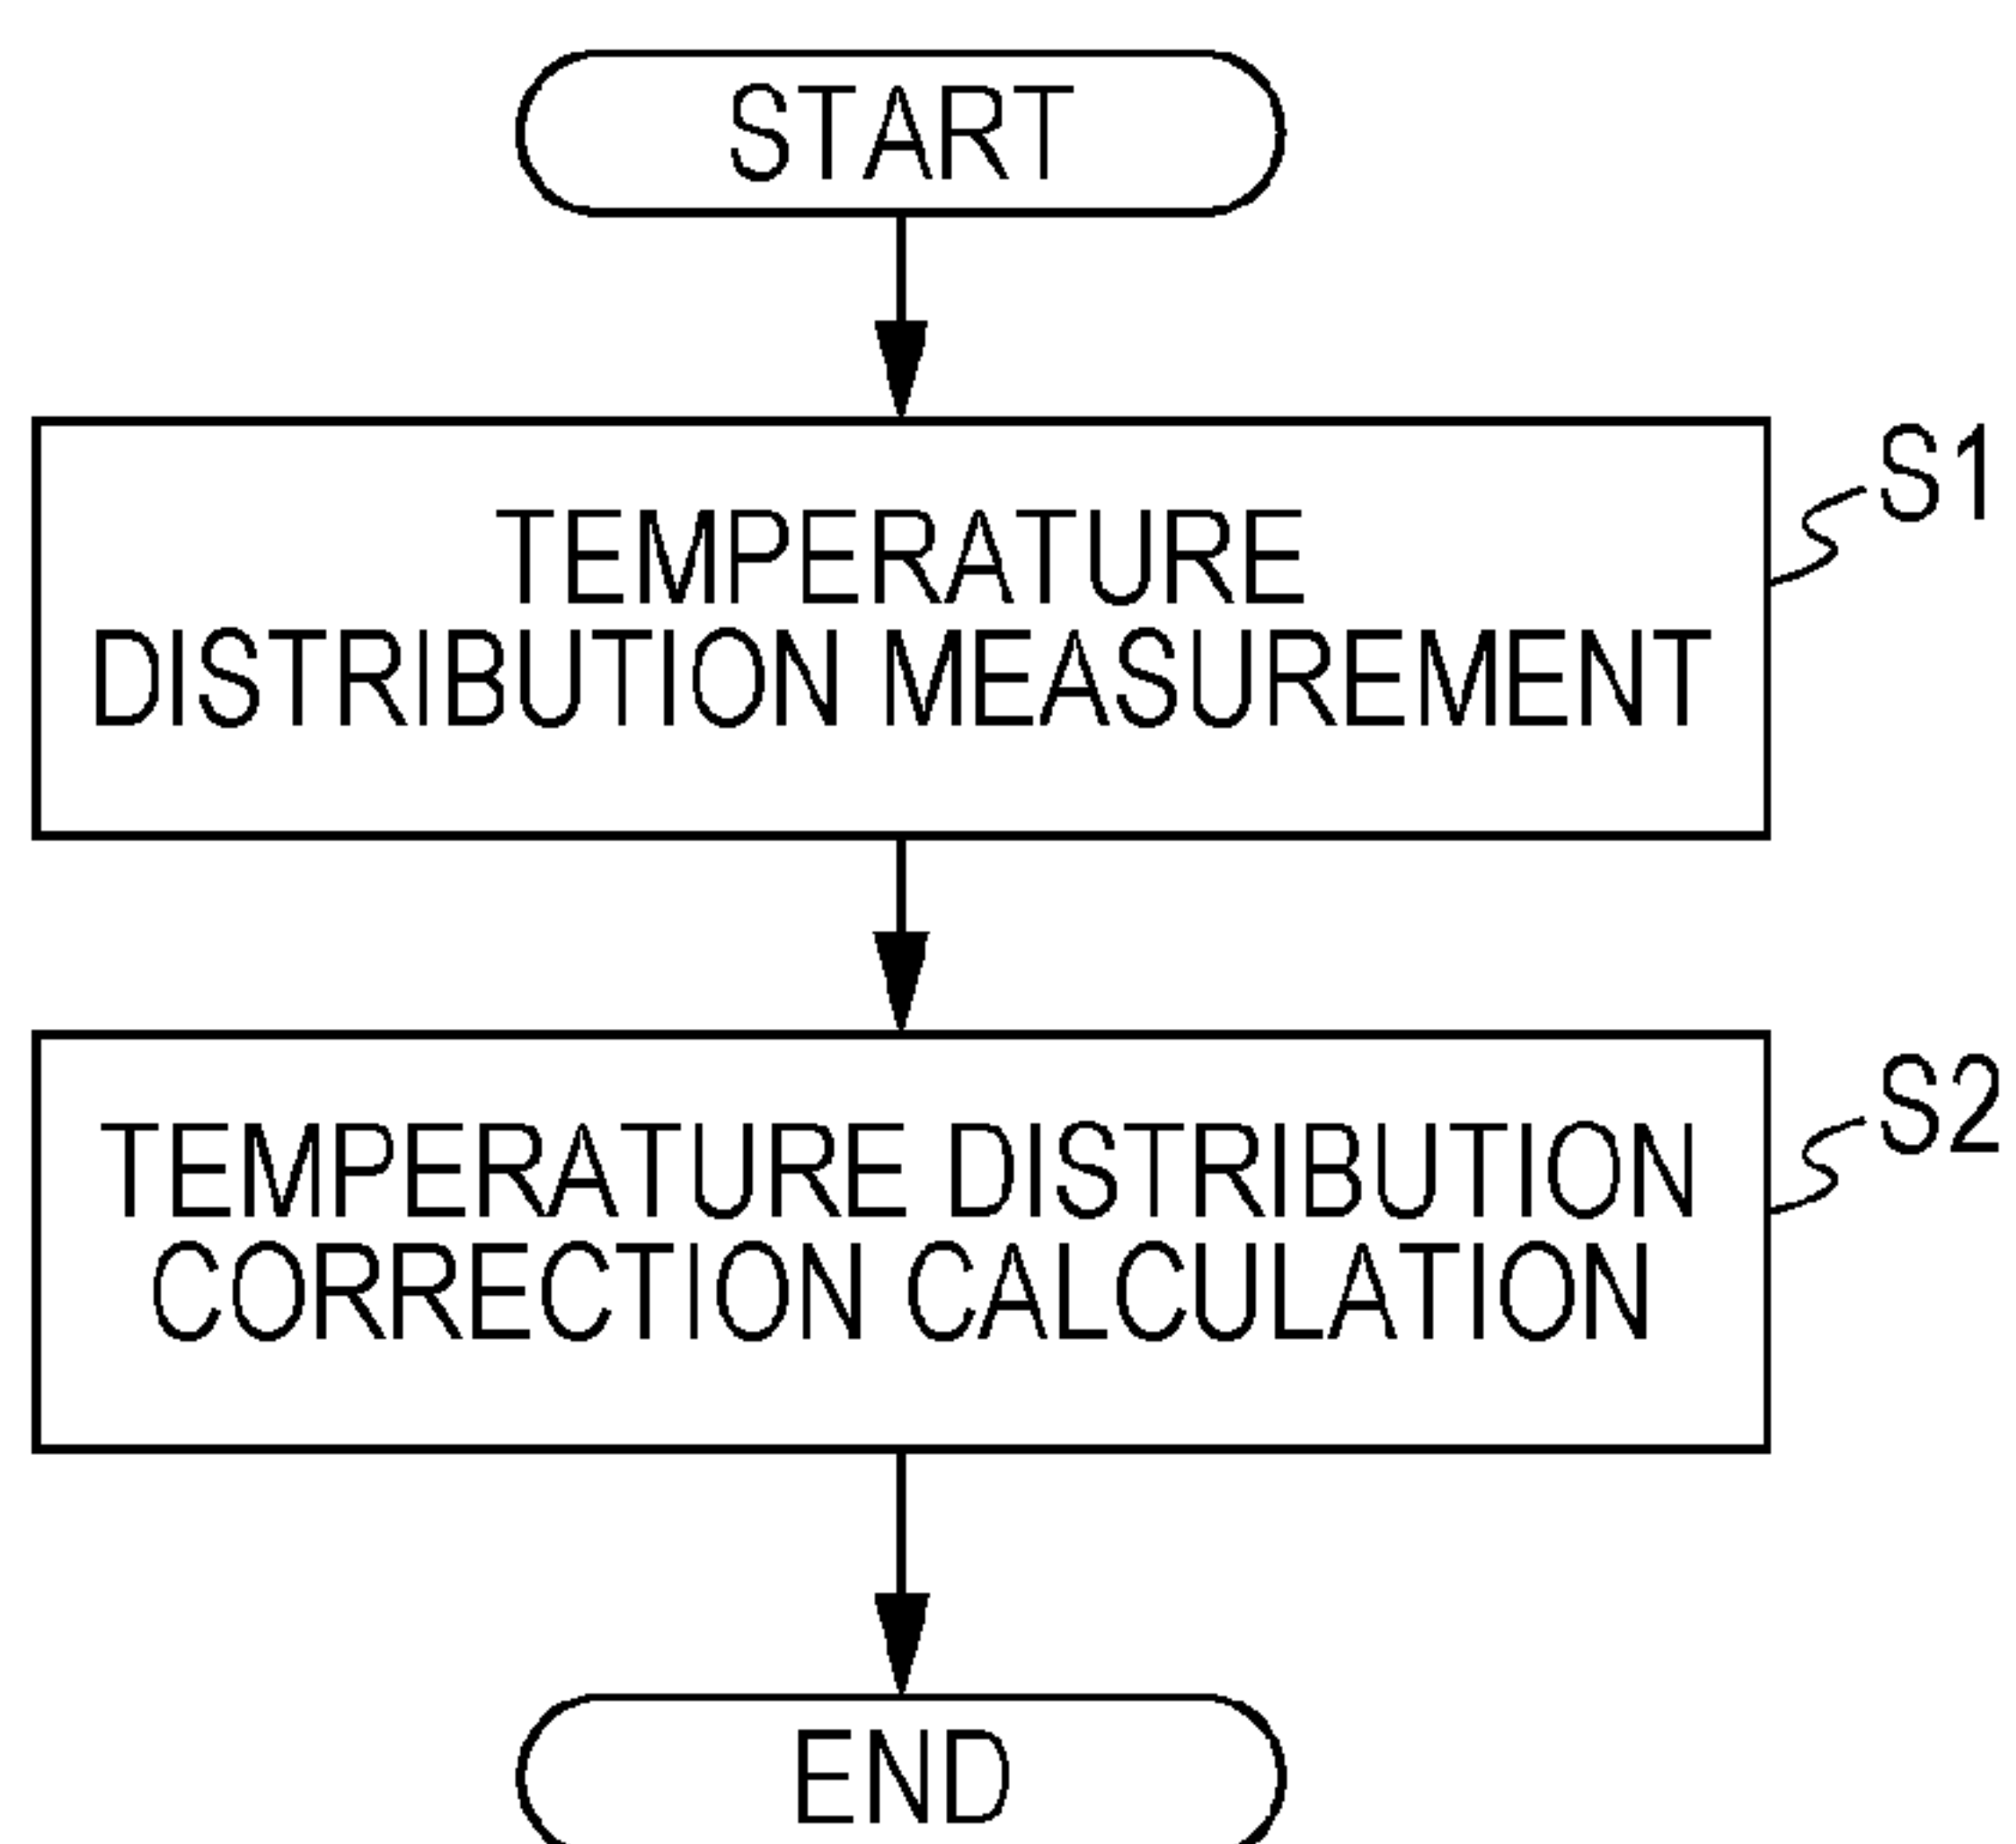 START
S1
TEMPERATURE
DISTRIBUTION MEASUREMENT
S2
TEMPERATURE DISTRIBUTION
CORRECTION CALCULATION
END